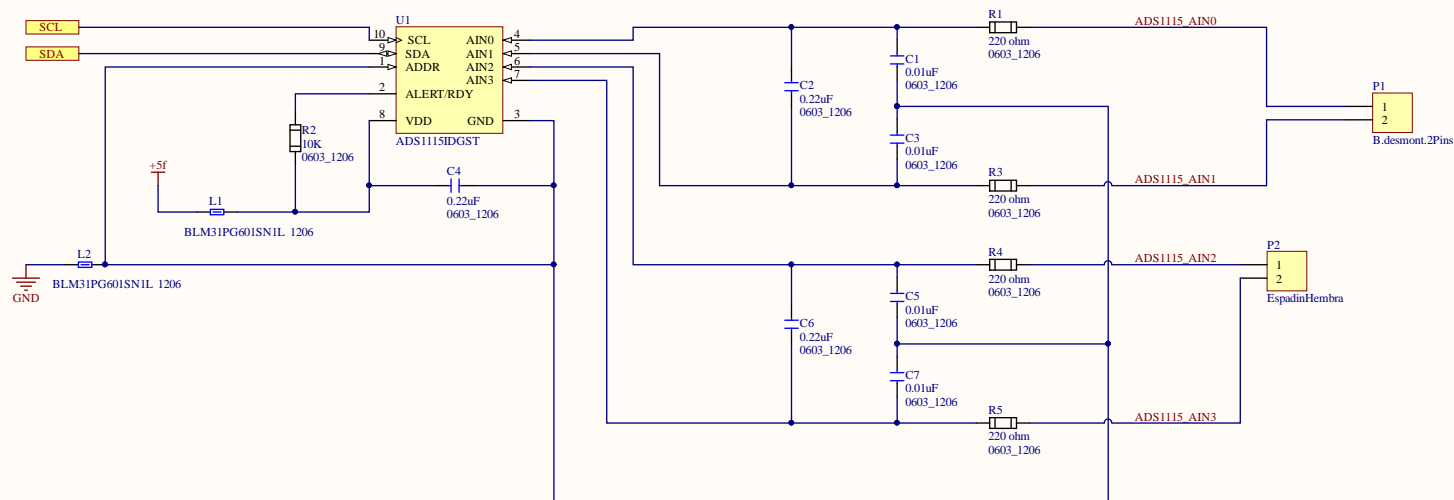 SCL
SDA
U1
10
9
1
2
8
SCL
SDA
ADDR
ALERT/RDY
VDD
AIN0
AIN1
AIN2
AIN3
GND
4
5
6
7
3
ADS1115IDGST
R2
10K
0603_1206
+5f
L1
BLM31PG601SN1L 1206
L2
BLM31PG601SN1L 1206
GND
C4
0.22uF
0603_1206
C2
0.22uF
0603_1206
C1
0.01uF
0603_1206
C3
0.01uF
0603_1206
R1
220 ohm
0603_1206
ADS1115_AIN0
R3
220 ohm
0603_1206
ADS1115_AIN1
P1
1
2
B.desmont.2Pins
C6
0.22uF
0603_1206
C5
0.01uF
0603_1206
C7
0.01uF
0603_1206
R4
220 ohm
0603_1206
ADS1115_AIN2
R5
220 ohm
0603_1206
ADS1115_AIN3
P2
1
2
EspadinHembra